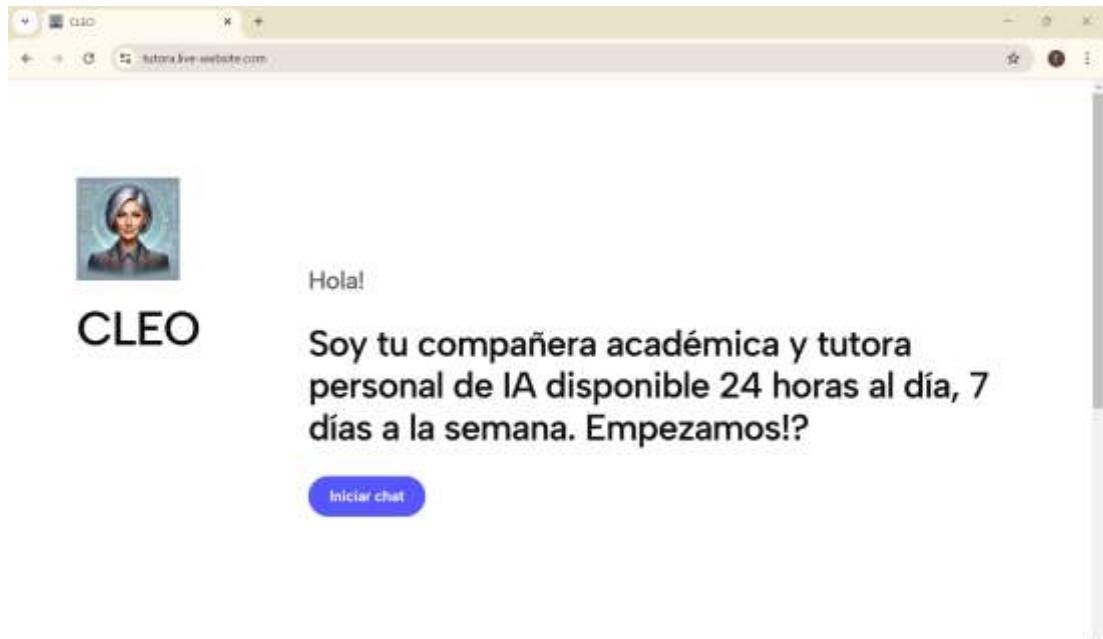 CLEO
tutora.live-website.com
CLEO
Hola!
Soy tu compañera académica y tutora
personal de IA disponible 24 horas al día, 7
días a la semana. Empezamos!?
Iniciar chat